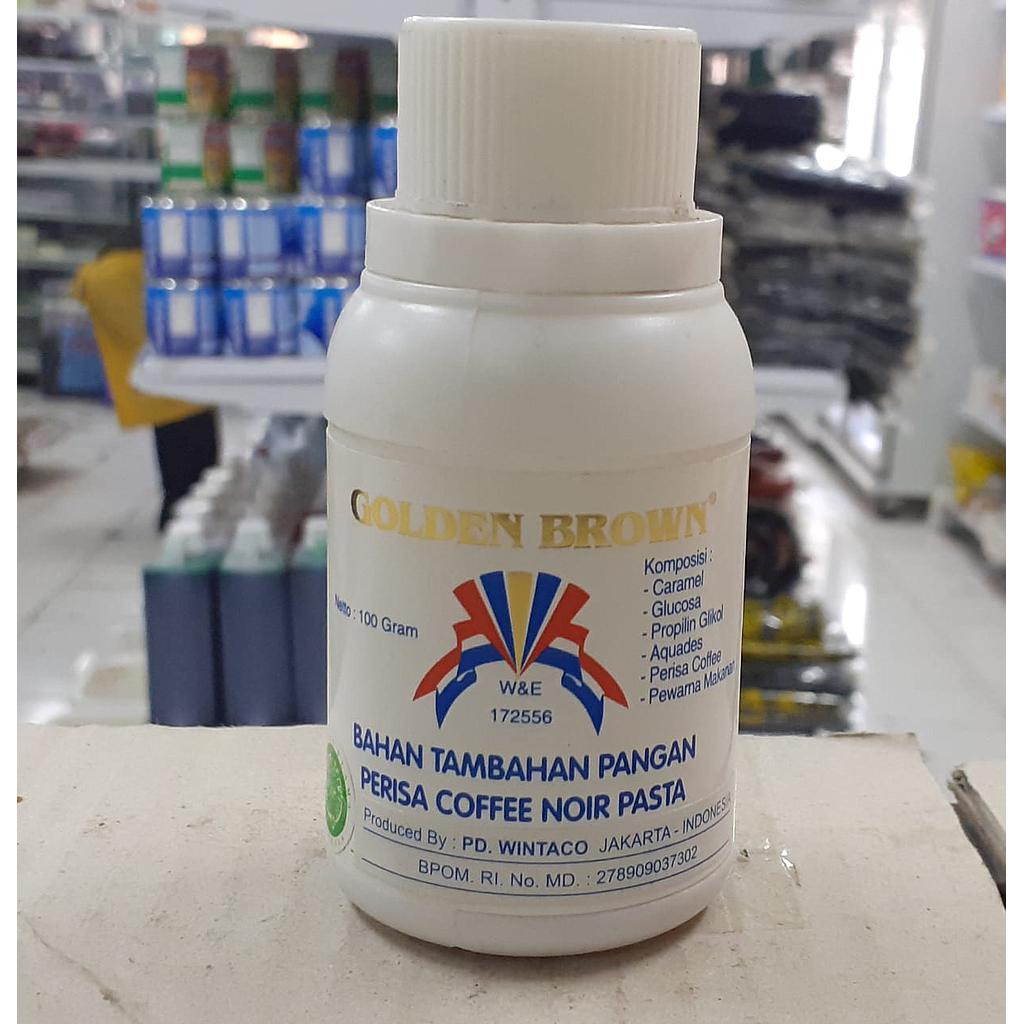 GOLDEN BROWN®
Netto : 100 Gram
Komposisi :
- Caramel
- Glucosa
- Propilin Glikol
- Aquades
- Perisa Coffee
- Pewarna Makanan
W&E
172556
BAHAN TAMBAHAN PANGAN
PERISA COFFEE NOIR PASTA
Produced By : PD. WINTACO JAKARTA - INDONESIA
BPOM. RI. No. MD. : 278909037302